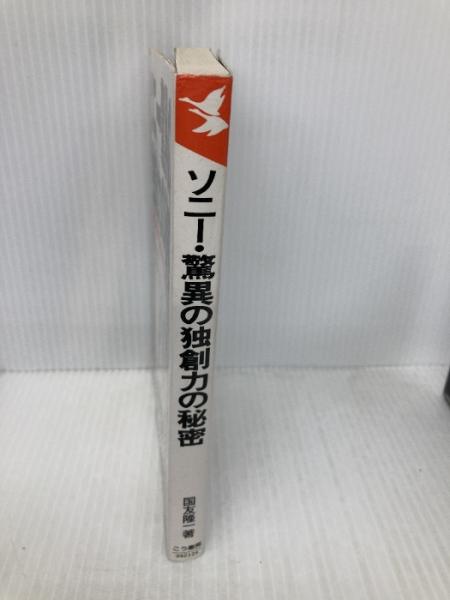 ソニー・驚異の独創力の秘密
国友隆一著
こう書房